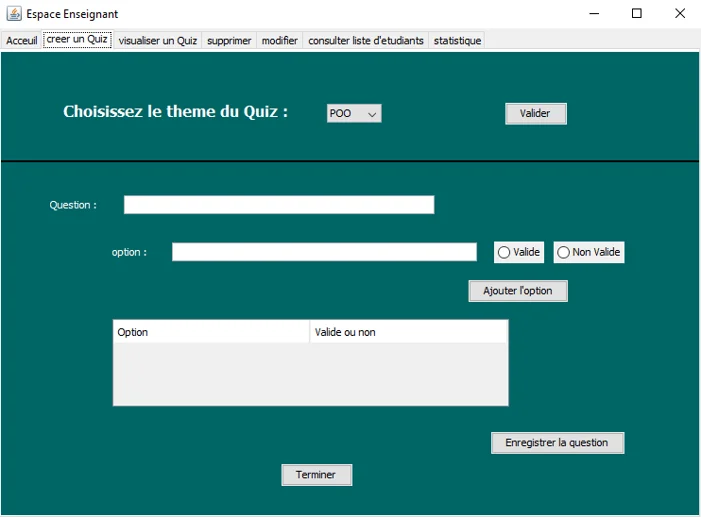 Espace Enseignant
Acceuil creer un Quiz visualiser un Quiz supprimer modifier consulter liste d'etudiants statistique
Choisissez le theme du Quiz : POO Valider
Question :
option : Valide Non Valide
Ajouter l'option
Option Valide ou non
Enregistrer la question
Terminer